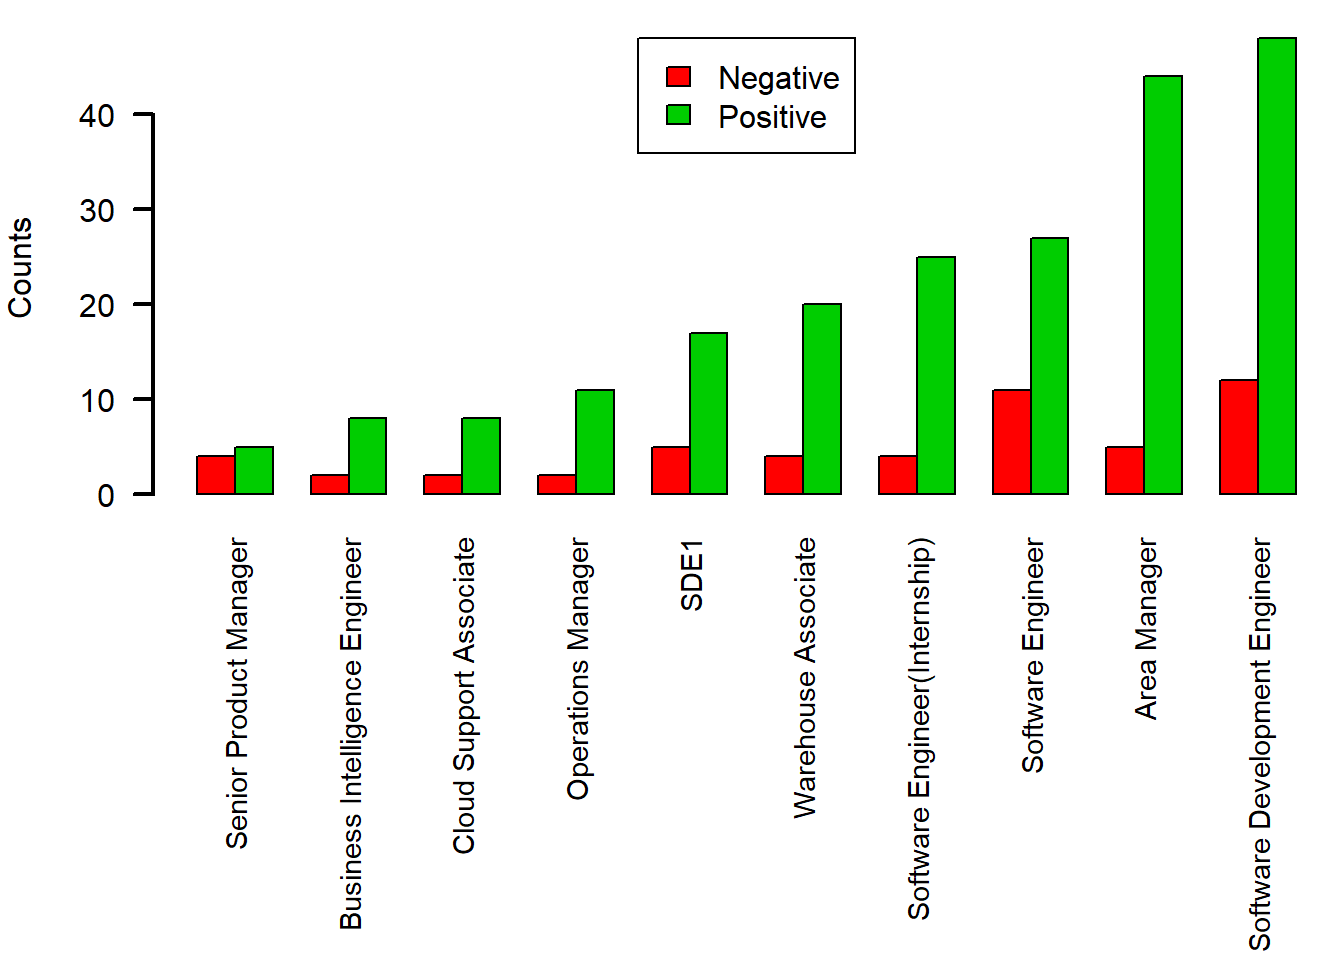 Negative
Positive
Counts
40
30
20
10
0
Senior Product Manager
Business Intelligence Engineer
Cloud Support Associate
Operations Manager
SDE1
Warehouse Associate
Software Engineer(Internship)
Software Engineer
Area Manager
Software Development Engineer